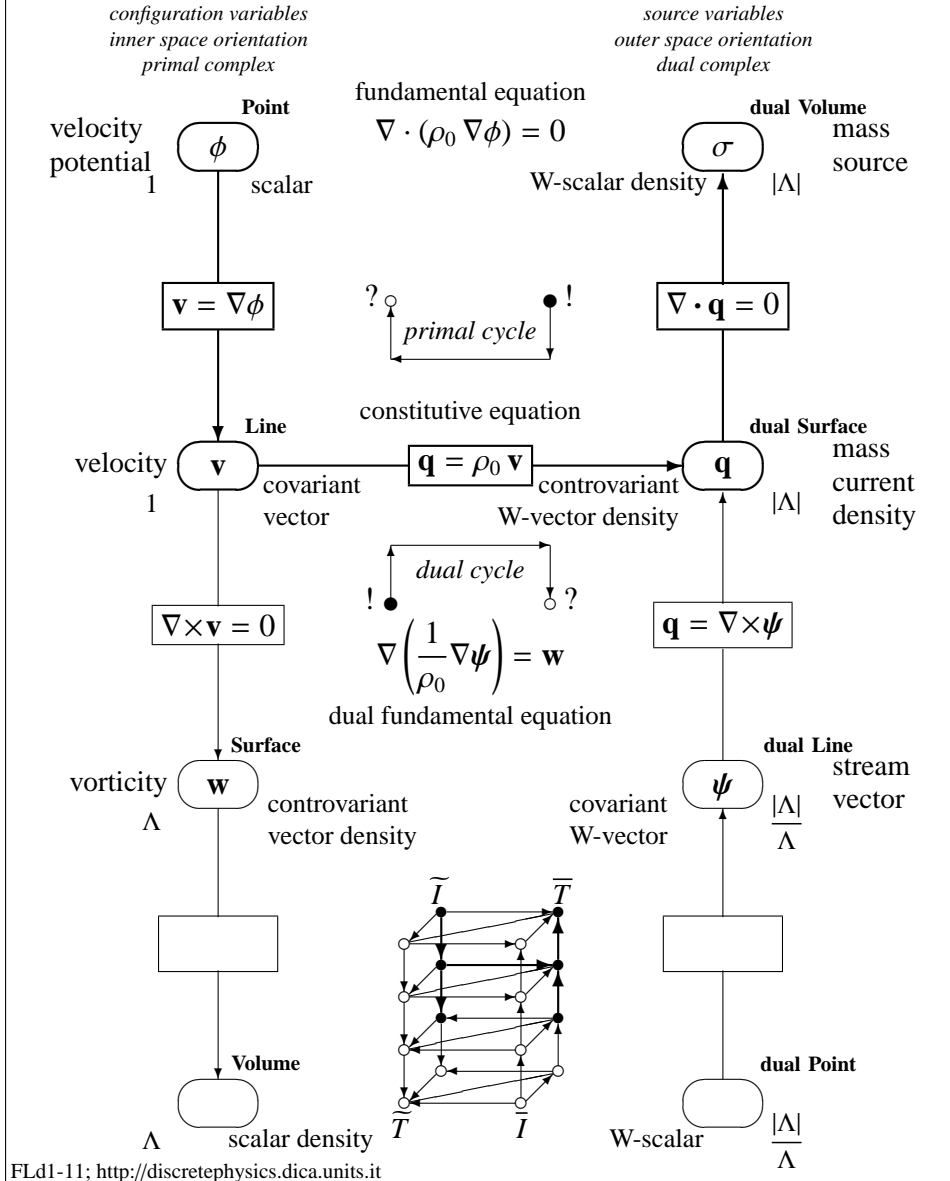 configuration variables
inner space orientation
primal complex
source variables
outer space orientation
dual complex
Point
fundamental equation
dual Volume
velocity
potential
ϕ
∇ · (ρ₀ ∇ϕ) = 0
σ
mass
source
1
scalar
W-scalar density
|Λ|
v = ∇ϕ
?
!
primal cycle
∇ · q = 0
Line
constitutive equation
dual Surface
velocity
v
q = ρ₀ v
q
mass
current
density
1
covariant
vector
controvariant
W-vector density
|Λ|
dual cycle
!
?
∇×v = 0
∇ ( 1/ρ₀ ∇ψ ) = w
q = ∇×ψ
dual fundamental equation
Surface
dual Line
vorticity
w
ψ
stream
vector
Λ
controvariant
vector density
covariant
W-vector
|Λ|/Λ
Ĩ
T̅
Volume
dual Point
T̃
I̅
Λ
scalar density
W-scalar
|Λ|/Λ
FLd1-11; http://discretephysics.dica.units.it